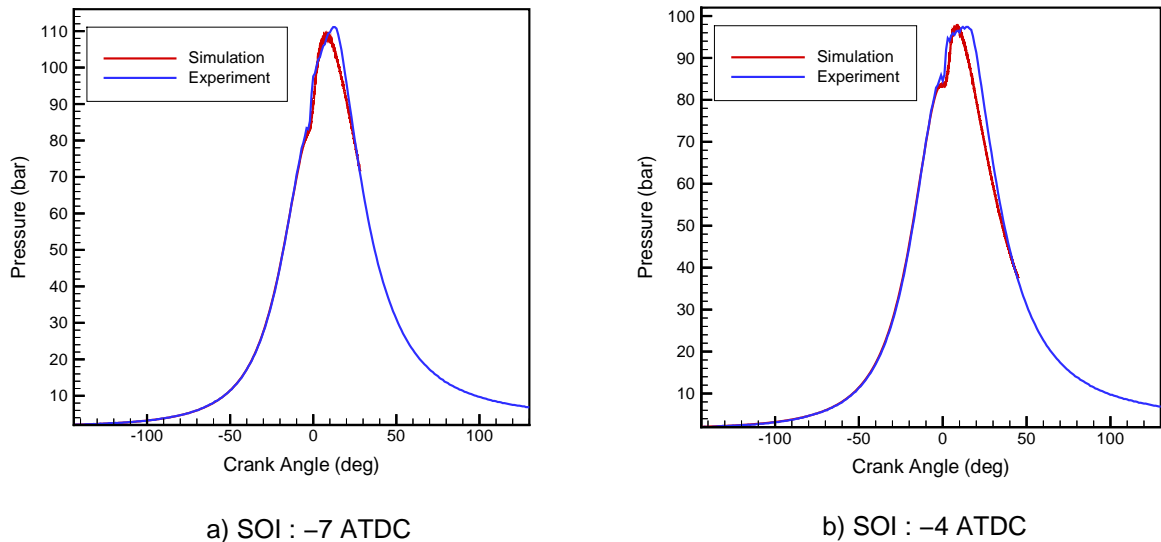 110
100
90
80
70
60
50
40
30
20
10
Pressure (bar)
Simulation
Experiment
-100 -50 0 50 100
Crank Angle (deg)
a) SOI : −7 ATDC
100
90
80
70
60
50
40
30
20
10
Pressure (bar)
Simulation
Experiment
-100 -50 0 50 100
Crank Angle (deg)
b) SOI : −4 ATDC